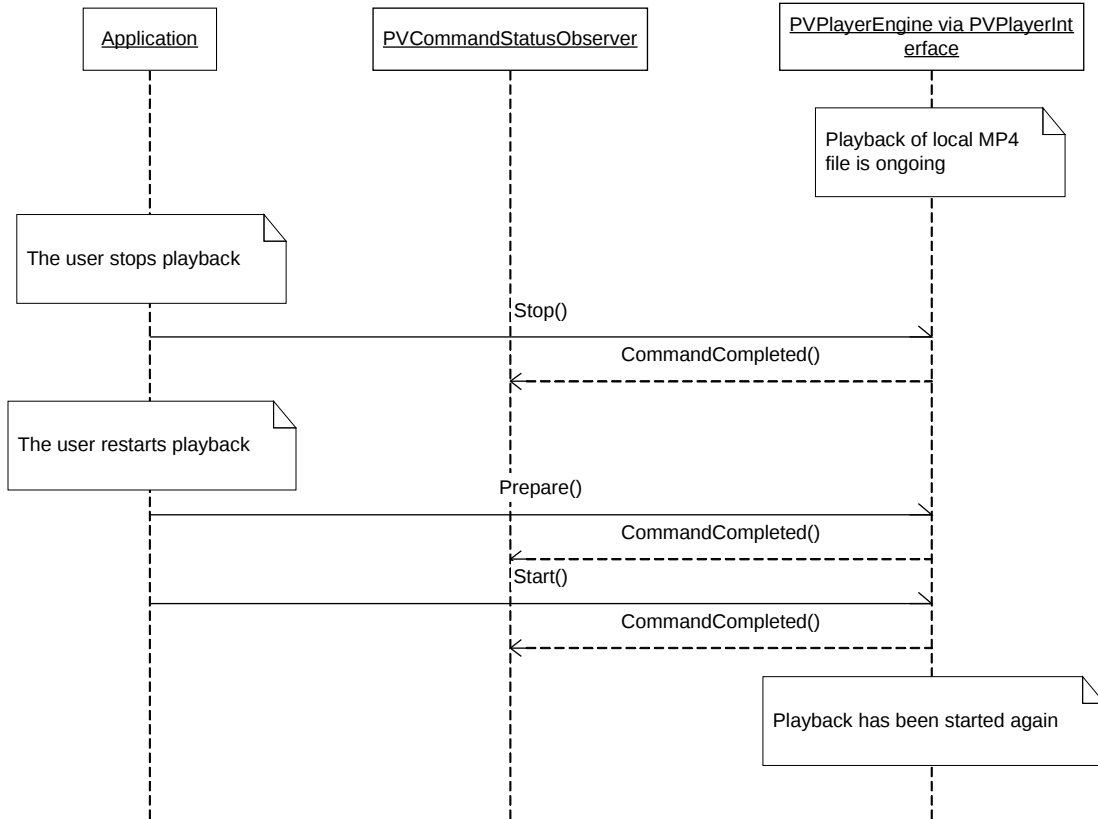 Application
PVCommandStatusObserver
PVPlayerEngine via PVPlayerInt
erface
Playback of local MP4
file is ongoing
The user stops playback
Stop()
CommandCompleted()
The user restarts playback
Prepare()
CommandCompleted()
Start()
CommandCompleted()
Playback has been started again